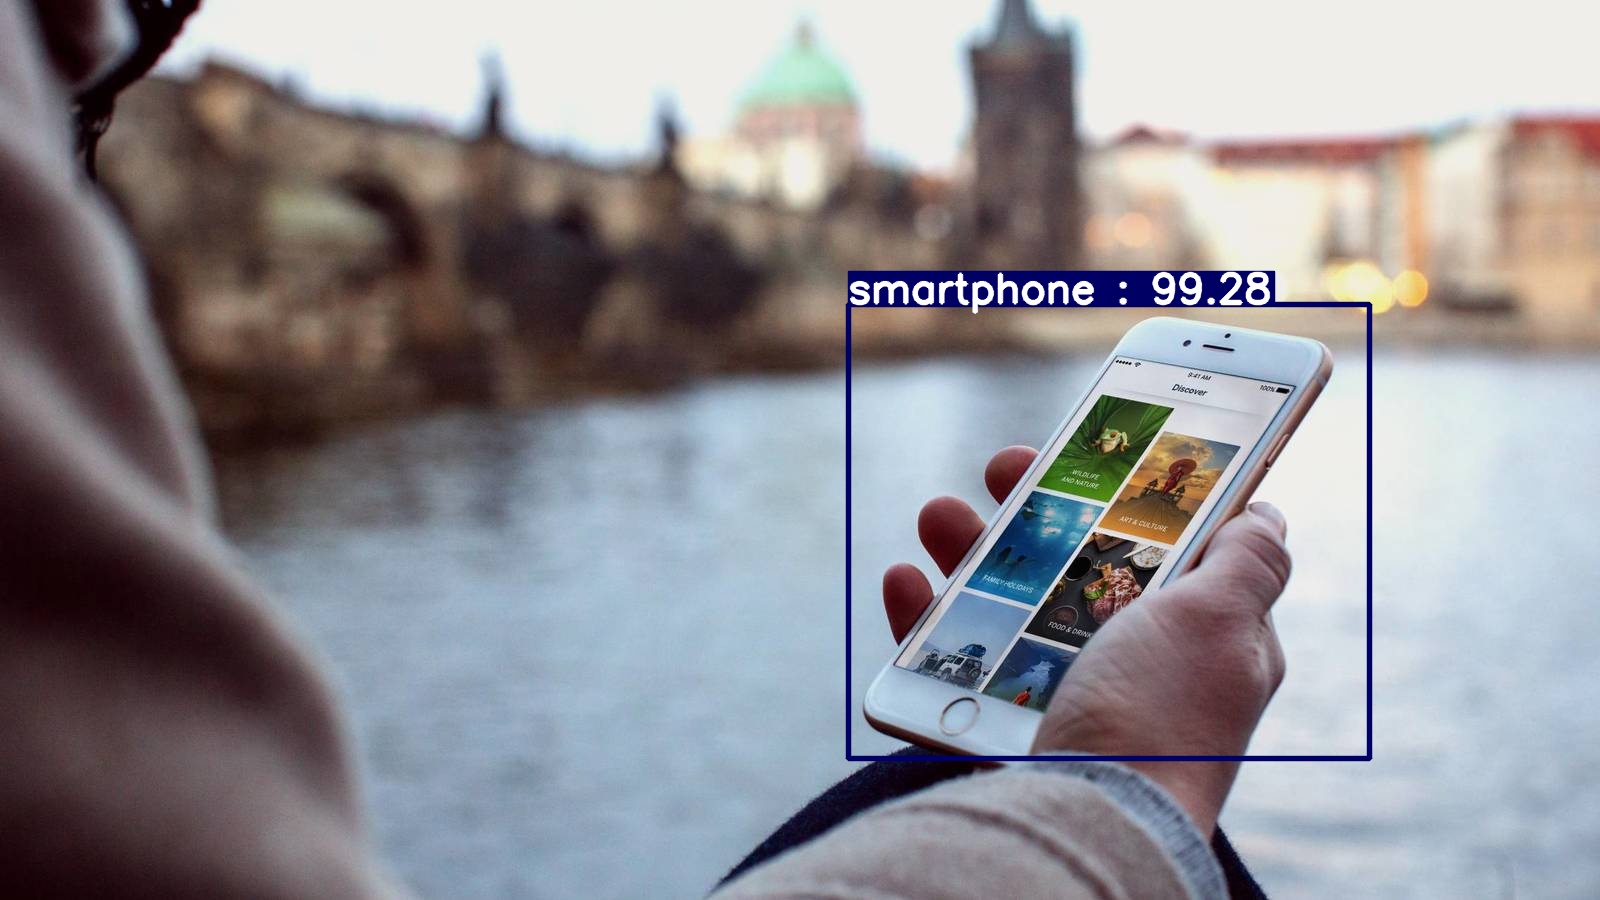 smartphone : 99.28
9:41 AM
100%
Discover
WILDLIFE
AND NATURE
ART & CULTURE
FAMILY HOLIDAYS
FOOD & DRINK